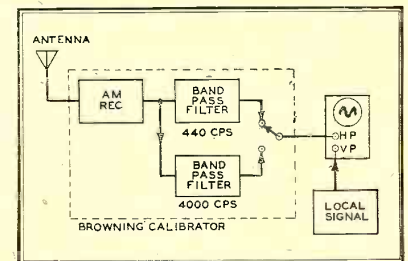 ANTENNA
AM
REC
BAND
PASS
FILTER
440 CPS
BAND
PASS
FILTER
4000 CPS
HP
VP
LOCAL
SIGNAL
BROWNING CALIBRATOR